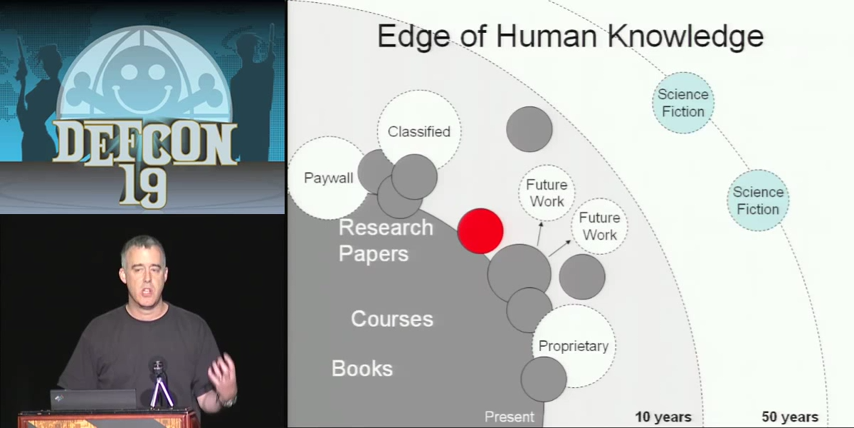 DEFCON
19
Edge of Human Knowledge
Science
Fiction
Classified
Paywall
Future
Work
Science
Fiction
Future
Work
Research
Papers
Courses
Proprietary
Books
Present
10 years
50 years